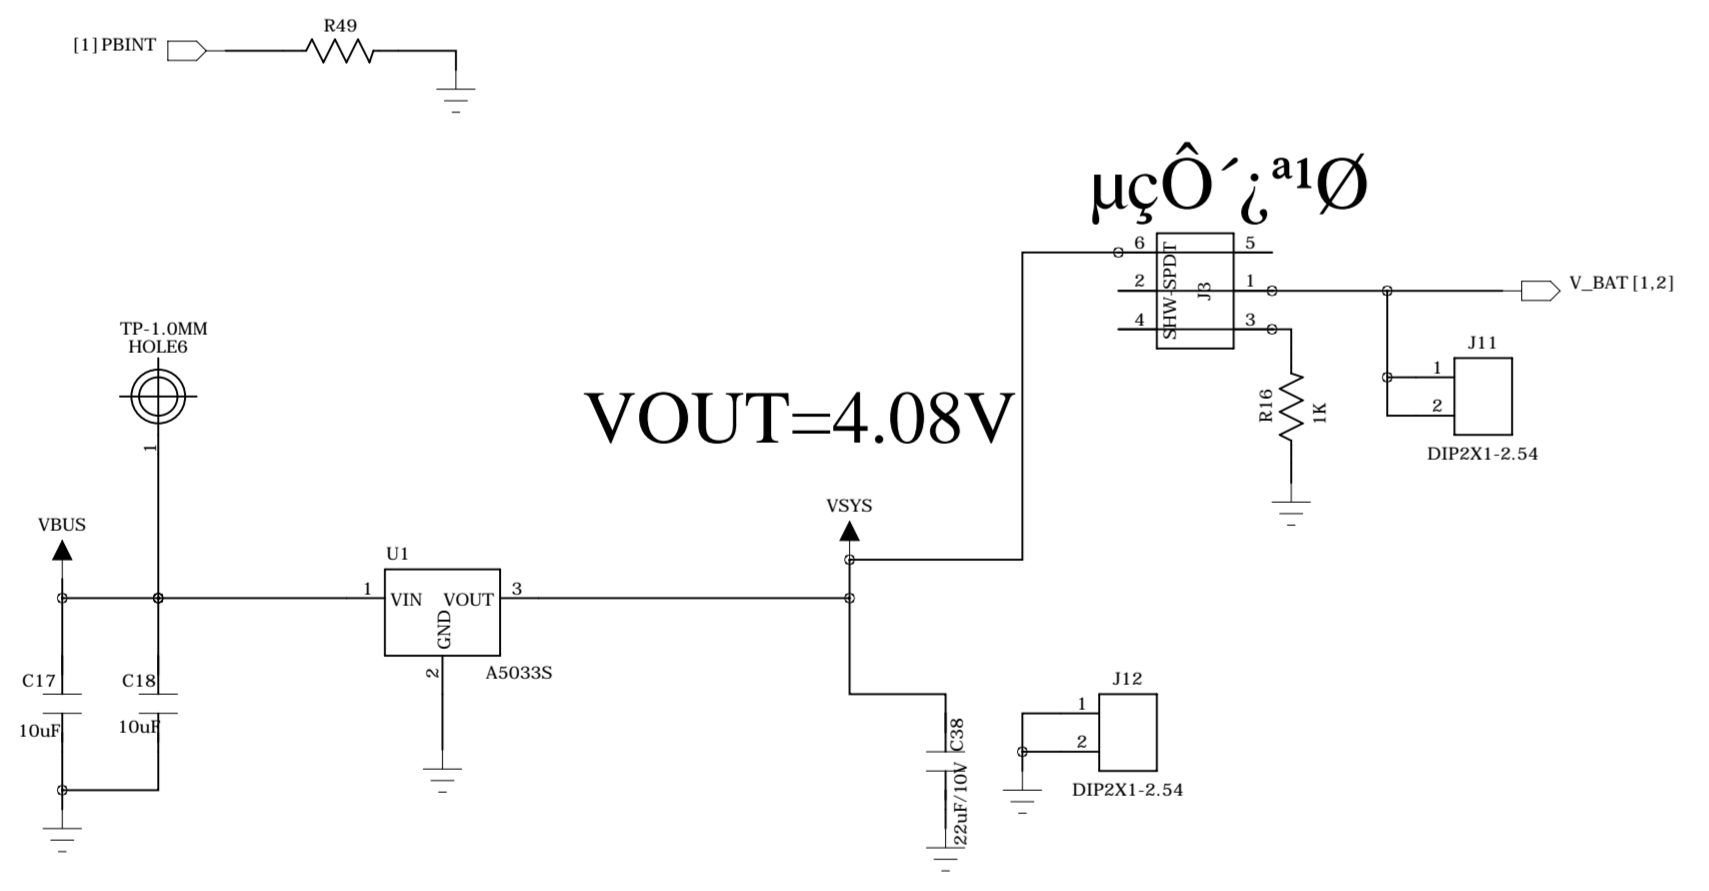 R49
[1] PBINT
µçÔ´¿ª¹Ø
6
5
2
1
4
3
SHW-SPDT
J3
V_BAT [1,2]
J11
1
2
DIP2X1-2.54
R16
1K
TP-1.0MM
HOLE6
1
VOUT=4.08V
VBUS
VSYS
U1
1
VIN
VOUT
3
GND
2
A5033S
C17
10uF
C18
10uF
C38
22uF/10V
J12
1
2
DIP2X1-2.54